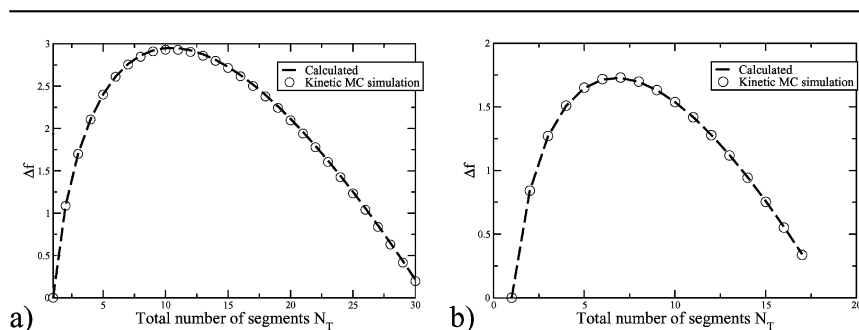 3
2.5
2
1.5
1
0.5
0
Δf
Calculated
Kinetic MC simulation
5 10 15 20 25 30
Total number of segments N_T
a)
2
1.5
1
0.5
0
Δf
Calculated
Kinetic MC simulation
0 5 10 15 20
Total number of segments N_T
b)